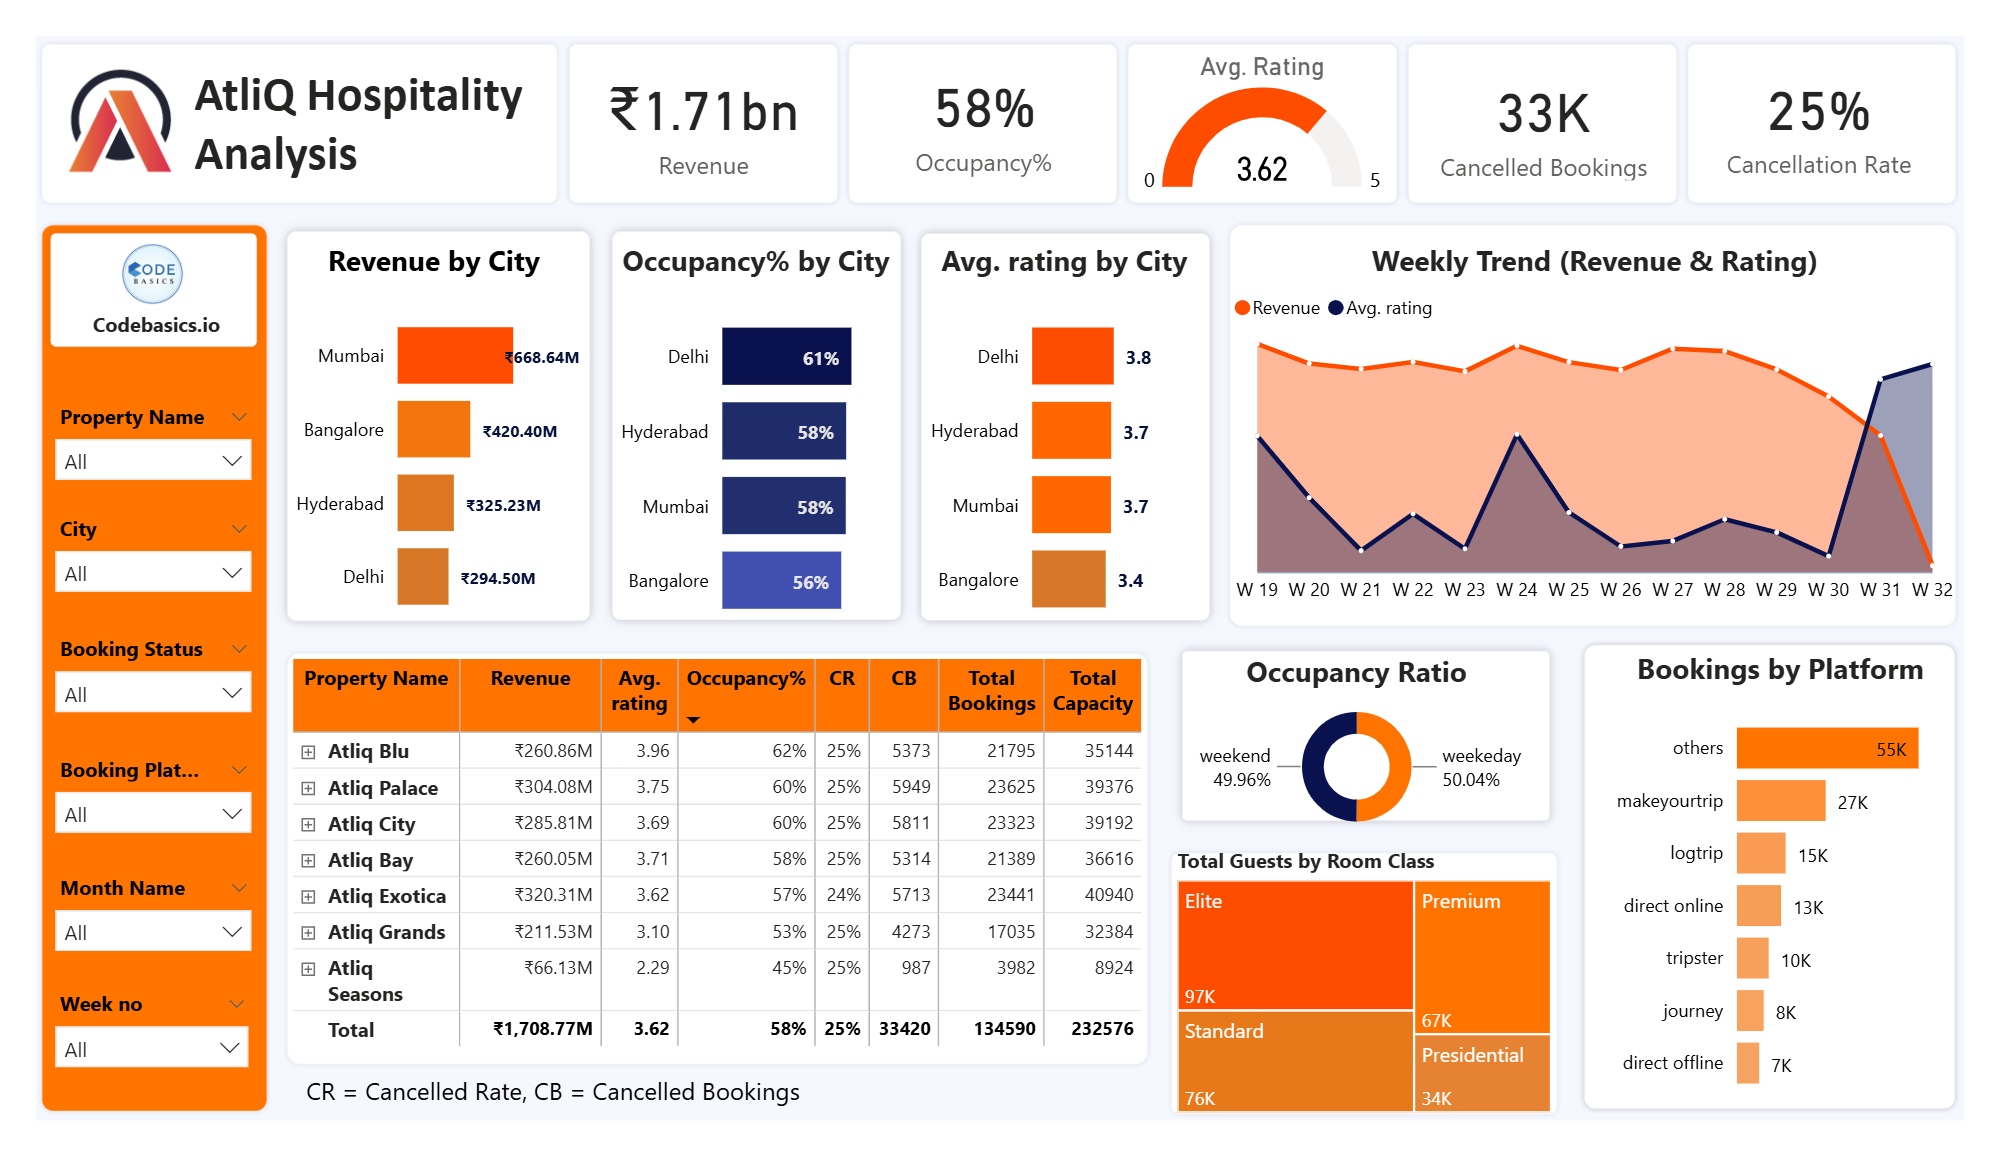 AtliQ Hospitality
Analysis
₹1.71bn
Revenue
58%
Occupancy%
Avg. Rating
0
3.62
5
33K
Cancelled Bookings
25%
Cancellation Rate
CODE
BASICS
Codebasics.io
Property Name
All
City
All
Booking Status
All
Booking Plat...
All
Month Name
All
Week no
All
Revenue by City
Mumbai ₹668.64M
Bangalore ₹420.40M
Hyderabad ₹325.23M
Delhi ₹294.50M
Occupancy% by City
Delhi 61%
Hyderabad 58%
Mumbai 58%
Bangalore 56%
Avg. rating by City
Delhi 3.8
Hyderabad 3.7
Mumbai 3.7
Bangalore 3.4
Weekly Trend (Revenue & Rating)
Revenue Avg. rating
W 19 W 20 W 21 W 22 W 23 W 24 W 25 W 26 W 27 W 28 W 29 W 30 W 31 W 32
Property Name Revenue Avg. rating Occupancy% CR CB Total Bookings Total Capacity
Atliq Blu ₹260.86M 3.96 62% 25% 5373 21795 35144
Atliq Palace ₹304.08M 3.75 60% 25% 5949 23625 39376
Atliq City ₹285.81M 3.69 60% 25% 5811 23323 39192
Atliq Bay ₹260.05M 3.71 58% 25% 5314 21389 36616
Atliq Exotica ₹320.31M 3.62 57% 24% 5713 23441 40940
Atliq Grands ₹211.53M 3.10 53% 25% 4273 17035 32384
Atliq Seasons ₹66.13M 2.29 45% 25% 987 3982 8924
Total ₹1,708.77M 3.62 58% 25% 33420 134590 232576
CR = Cancelled Rate, CB = Cancelled Bookings
Occupancy Ratio
weekend
49.96%
weekeday
50.04%
Total Guests by Room Class
Elite
97K
Premium
67K
Standard
76K
Presidential
34K
Bookings by Platform
others 55K
makeyourtrip 27K
logtrip 15K
direct online 13K
tripster 10K
journey 8K
direct offline 7K